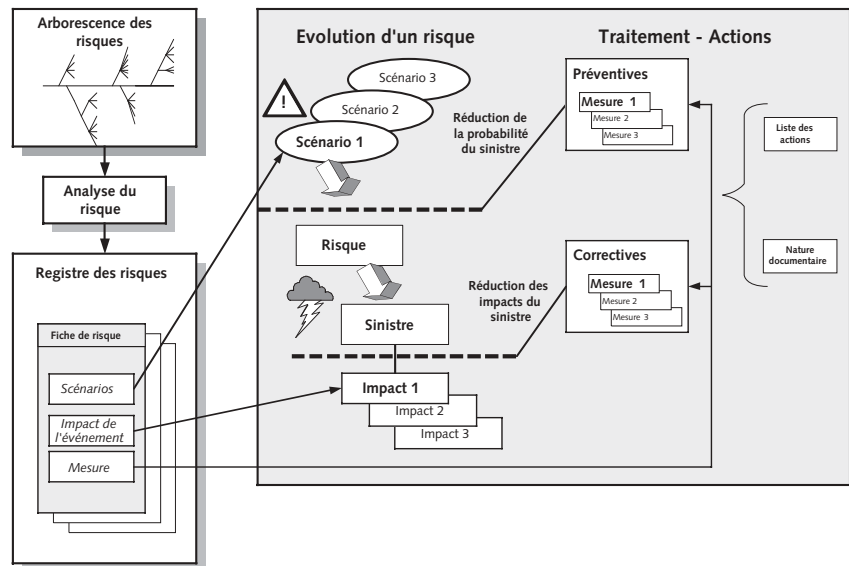 Arborescence des
risques
Analyse du
risque
Registre des risques
Fiche de risque
Scénarios
Impact de
l'événement
Mesure
Evolution d'un risque
Scénario 3
Scénario 2
Scénario 1
!
Réduction de
la probabilité
du sinistre
Risque
Sinistre
Réduction des
impacts du
sinistre
Impact 1
Impact 2
Impact 3
Traitement - Actions
Préventives
Mesure 1
Mesure 2
Mesure 3
Correctives
Mesure 1
Mesure 2
Mesure 3
Liste des
actions
Nature
documentaire